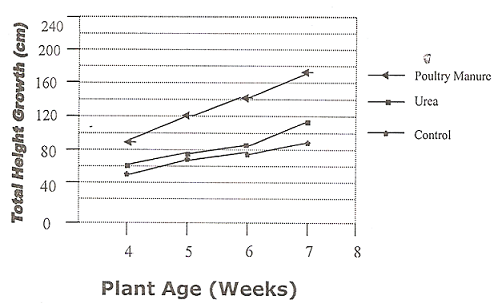 Total Height Growth (cm)
240
200
160
120
80
40
0
4 5 6 7 8
Plant Age (Weeks)
Poultry Manure
Urea
Control